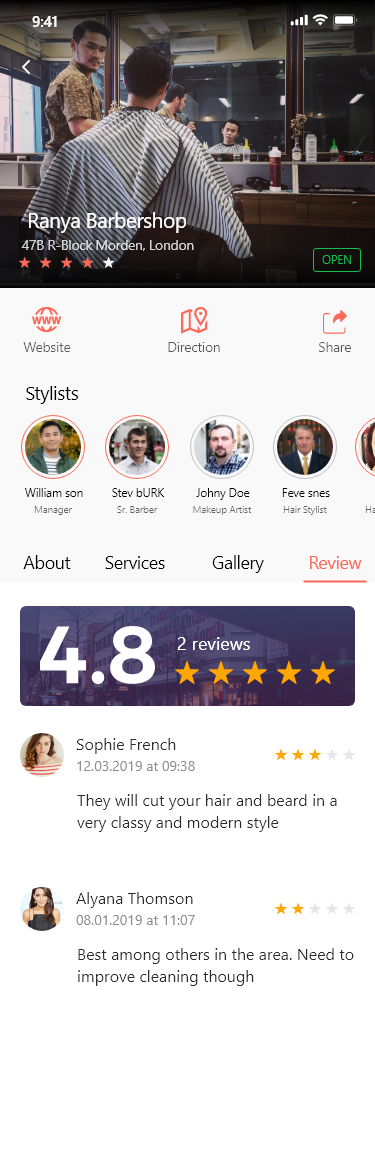 9:41
Ranya Barbershop
47B R-Block Morden, London
OPEN
WWW
Website
Direction
Share
Stylists
William son
Stev bURK
Johny Doe
Feve snes
Manager
Sr. Barber
Makeup Artist
Hair Stylist
Ha
About
Services
Gallery
Review
4.8
2 reviews
Sophie French
12.03.2019 at 09:38
They will cut your hair and beard in a
very classy and modern style
Alyana Thomson
08.01.2019 at 11:07
Best among others in the area. Need to
improve cleaning though